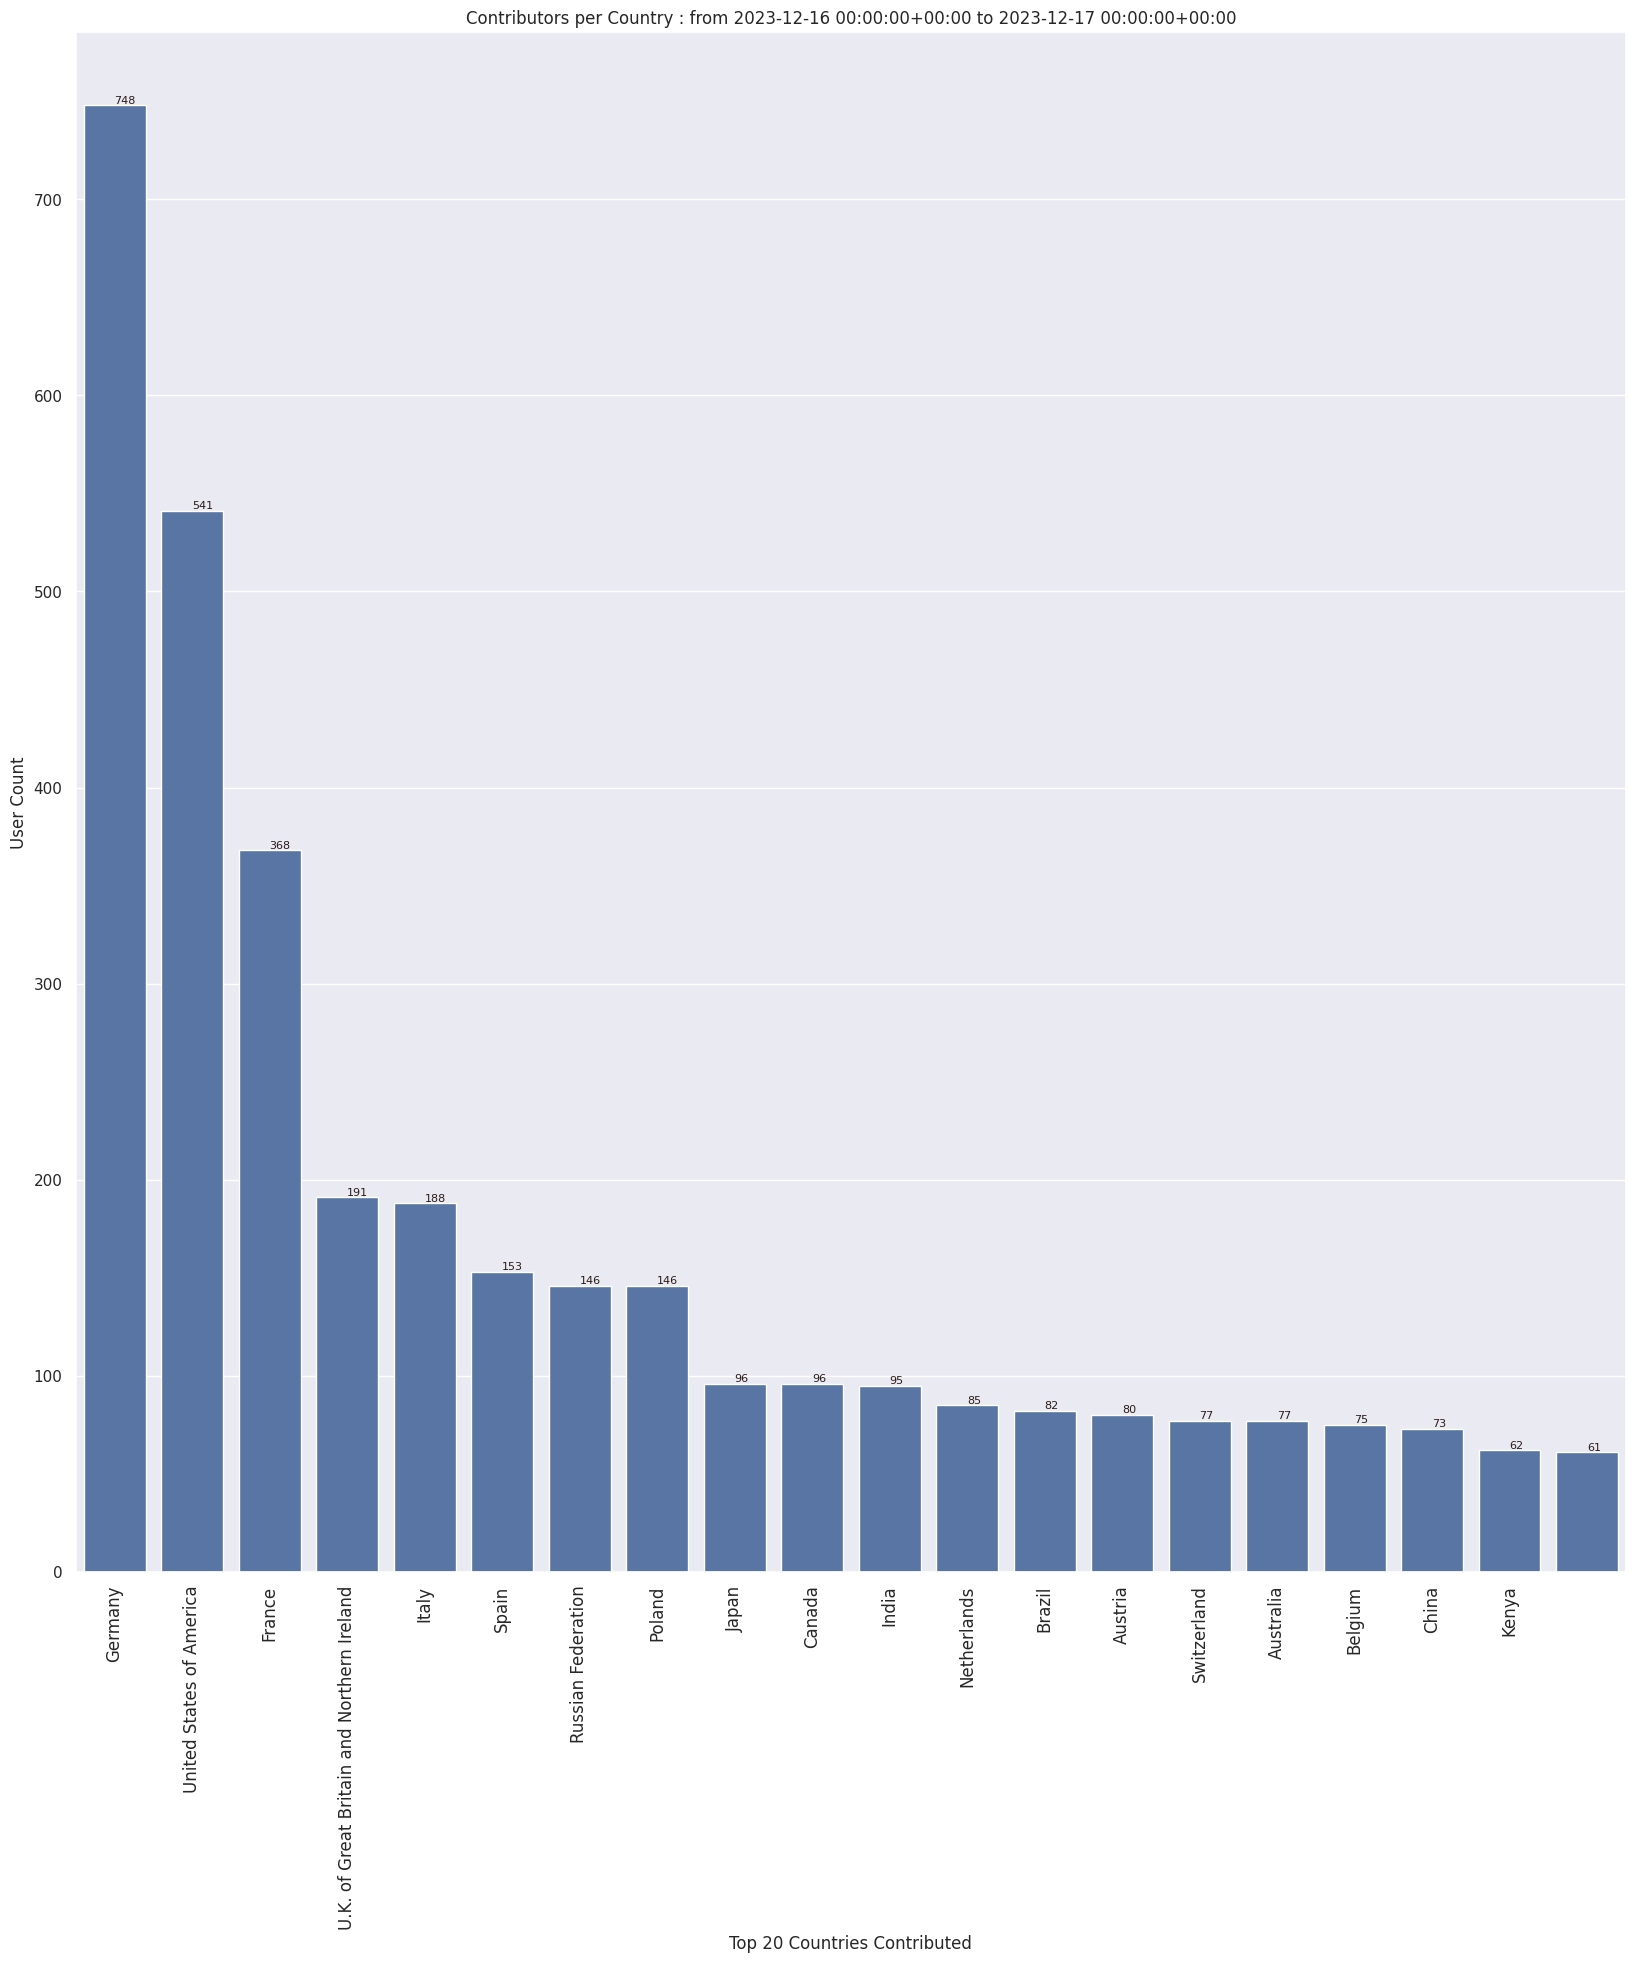 Contributors per Country : from 2023-12-16 00:00:00+00:00 to 2023-12-17 00:00:00+00:00
User Count
700
600
500
400
300
200
100
0
748
541
368
191
188
153
146
146
96
96
95
85
82
80
77
77
75
73
62
61
Germany
United States of America
France
U.K. of Great Britain and Northern Ireland
Italy
Spain
Russian Federation
Poland
Japan
Canada
India
Netherlands
Brazil
Austria
Switzerland
Australia
Belgium
China
Kenya
Top 20 Countries Contributed